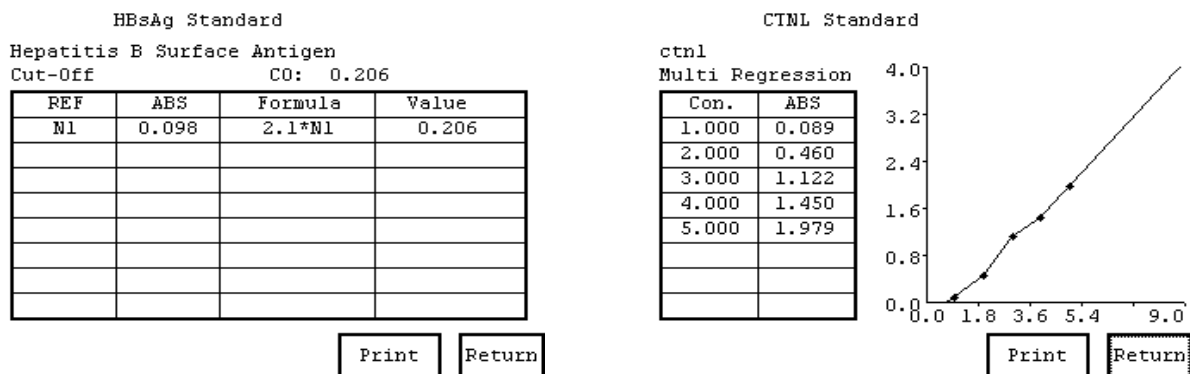 HBsAg Standard
Hepatitis B Surface Antigen
Cut-Off CO: 0.206
REF ABS Formula Value
N1 0.098 2.1*N1 0.206
Print Return
CTNL Standard
ctnl
Multi Regression
Con. ABS
1.000 0.089
2.000 0.460
3.000 1.122
4.000 1.450
5.000 1.979
4.0
3.2
2.4
1.6
0.8
0.0
0.0 1.8 3.6 5.4 9.0
Print Return